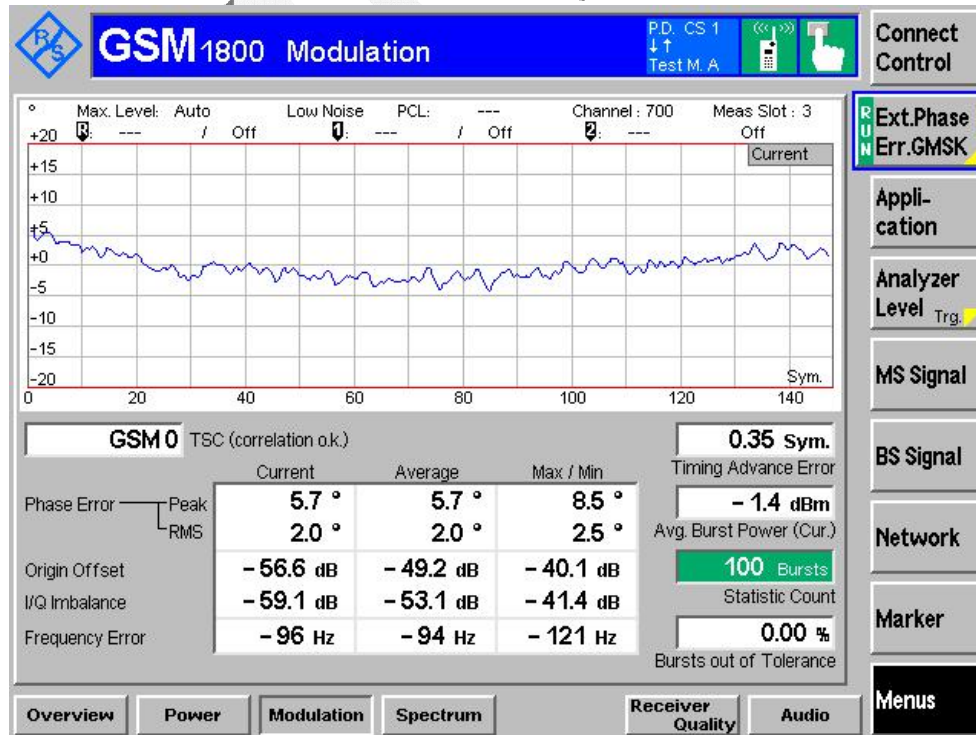 R&S
GSM 1800 Modulation
P.D. CS 1
↓↑
Test M. A
Connect
Control
° Max. Level: Auto Low Noise PCL: --- Channel : 700 Meas Slot : 3
R: --- / Off 1: --- / Off 2: --- Off
Current
+20
+15
+10
+5
+0
-5
-10
-15
-20
Sym.
0 20 40 60 80 100 120 140
RUN
Ext.Phase
Err.GMSK
Appli-
cation
Analyzer
Level Trg.
MS Signal
BS Signal
Network
Marker
Menus
GSM 0 TSC (correlation o.k.)
Current Average Max / Min
Phase Error Peak 5.7 ° 5.7 ° 8.5 °
RMS 2.0 ° 2.0 ° 2.5 °
Origin Offset – 56.6 dB – 49.2 dB – 40.1 dB
I/Q Imbalance – 59.1 dB – 53.1 dB – 41.4 dB
Frequency Error – 96 Hz – 94 Hz – 121 Hz
0.35 Sym.
Timing Advance Error
– 1.4 dBm
Avg. Burst Power (Cur.)
100 Bursts
Statistic Count
0.00 %
Bursts out of Tolerance
Overview Power Modulation Spectrum Receiver Quality Audio